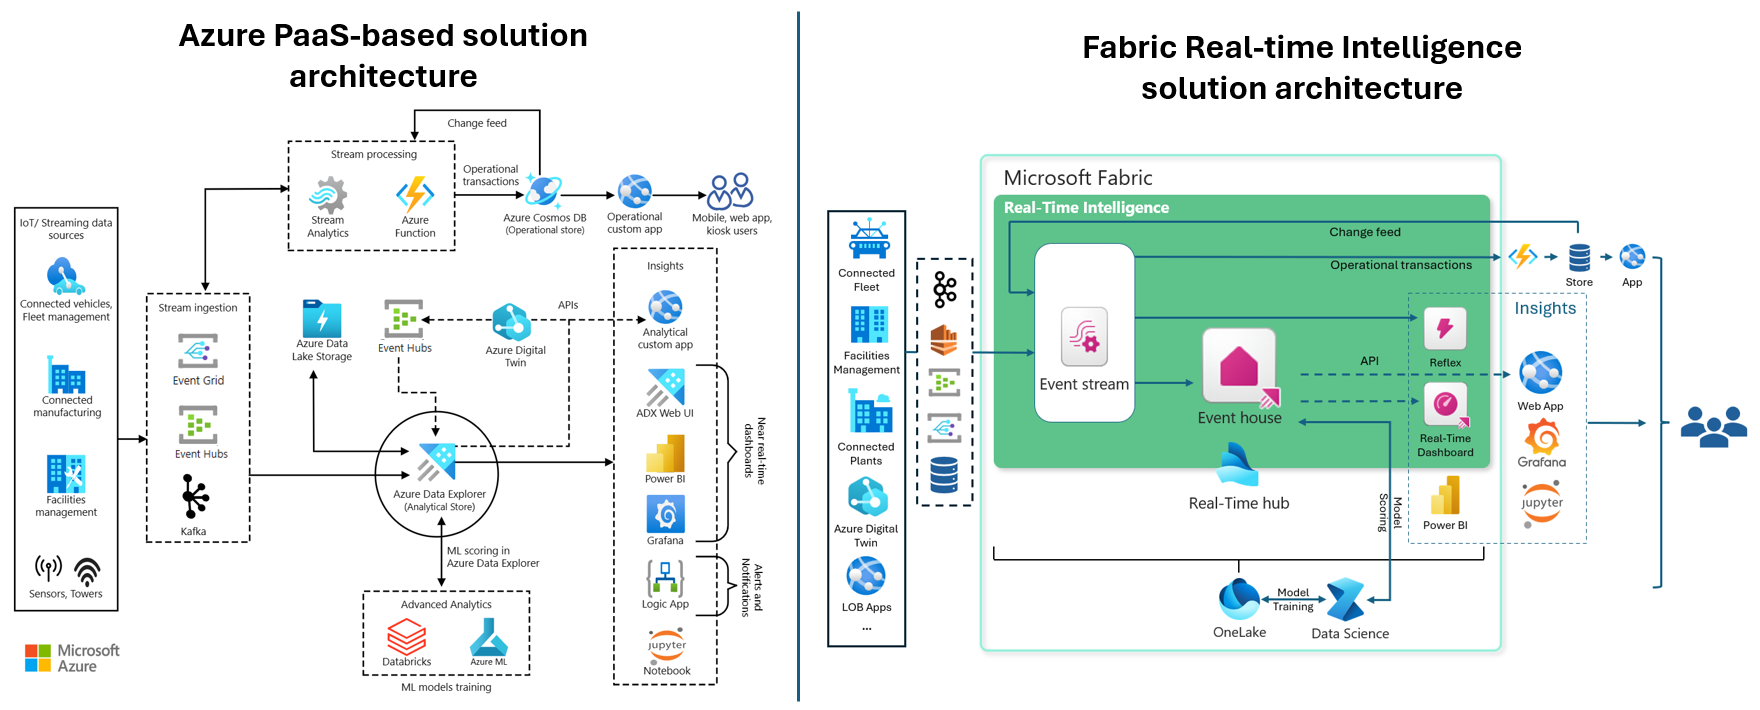 Azure PaaS-based solution
architecture
Change feed
Stream processing
Stream
Analytics
Azure
Function
Operational
transactions
Azure Cosmos DB
(Operational store)
Operational
custom app
Mobile, web app,
kiosk users
IoT/ Streaming data
sources
Connected vehicles,
Fleet management
Connected
manufacturing
Facilities
management
Sensors, Towers
Stream ingestion
Event Grid
Event Hubs
Kafka
Azure Data
Lake Storage
Event Hubs
Azure Digital
Twin
APIs
Azure Data Explorer
(Analytical Store)
ML scoring in
Azure Data Explorer
Advanced Analytics
Databricks
Azure ML
ML models training
Insights
Analytical
custom app
ADX Web UI
Power BI
Grafana
Logic App
jupyter
Notebook
Near real-time
dashboards
Alerts and
Notifications
Microsoft
Azure
Fabric Real-time Intelligence
solution architecture
Connected
Fleet
Facilities
Management
Connected
Plants
Azure Digital
Twin
LOB Apps
...
Microsoft Fabric
Real-Time Intelligence
Change feed
Operational transactions
Event stream
Event house
API
Reflex
Real-Time
Dashboard
Real-Time hub
Model
Scoring
Power BI
Store
App
Insights
Web App
Grafana
jupyter
OneLake
Model
Training
Data Science